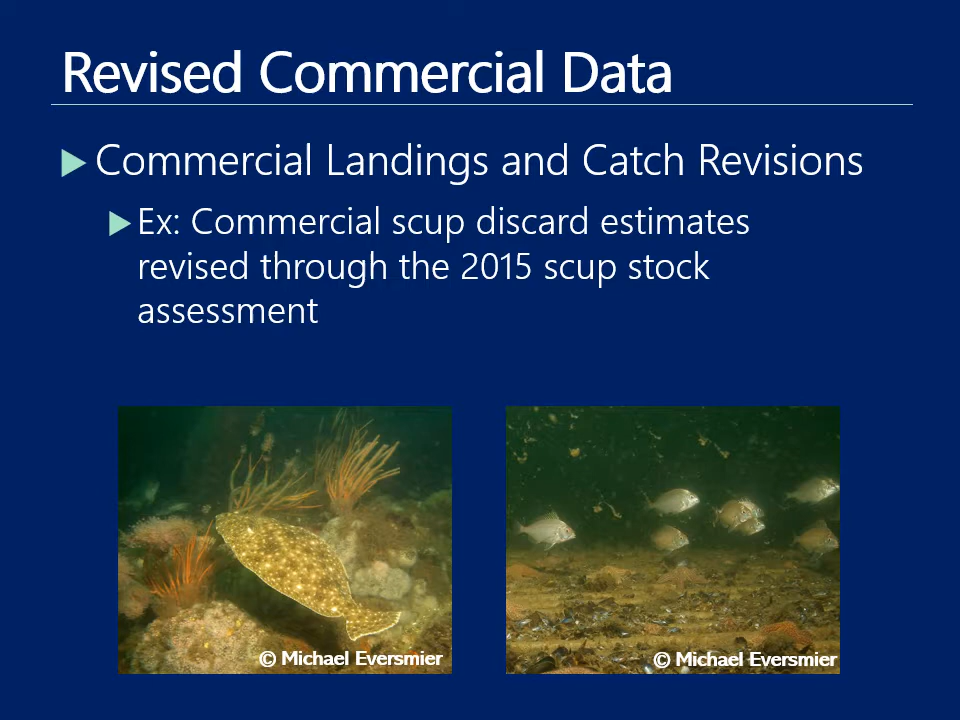 Revised Commercial Data
Commercial Landings and Catch Revisions
Ex: Commercial scup discard estimates
revised through the 2015 scup stock
assessment
© Michael Eversmier
© Michael Eversmier